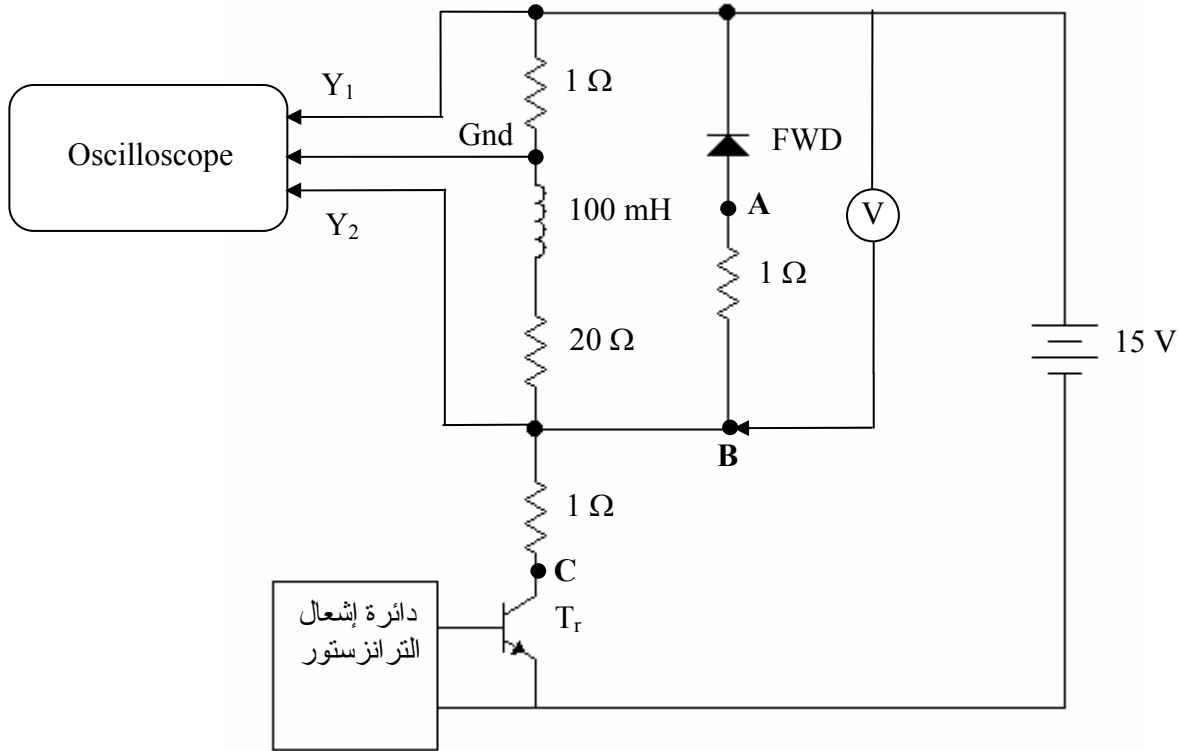 Y1
1 Ω
Gnd
FWD
Oscilloscope
Y2
100 mH
A
V
1 Ω
20 Ω
15 V
B
1 Ω
C
Tr
دائرة إشعال
الترانزستور